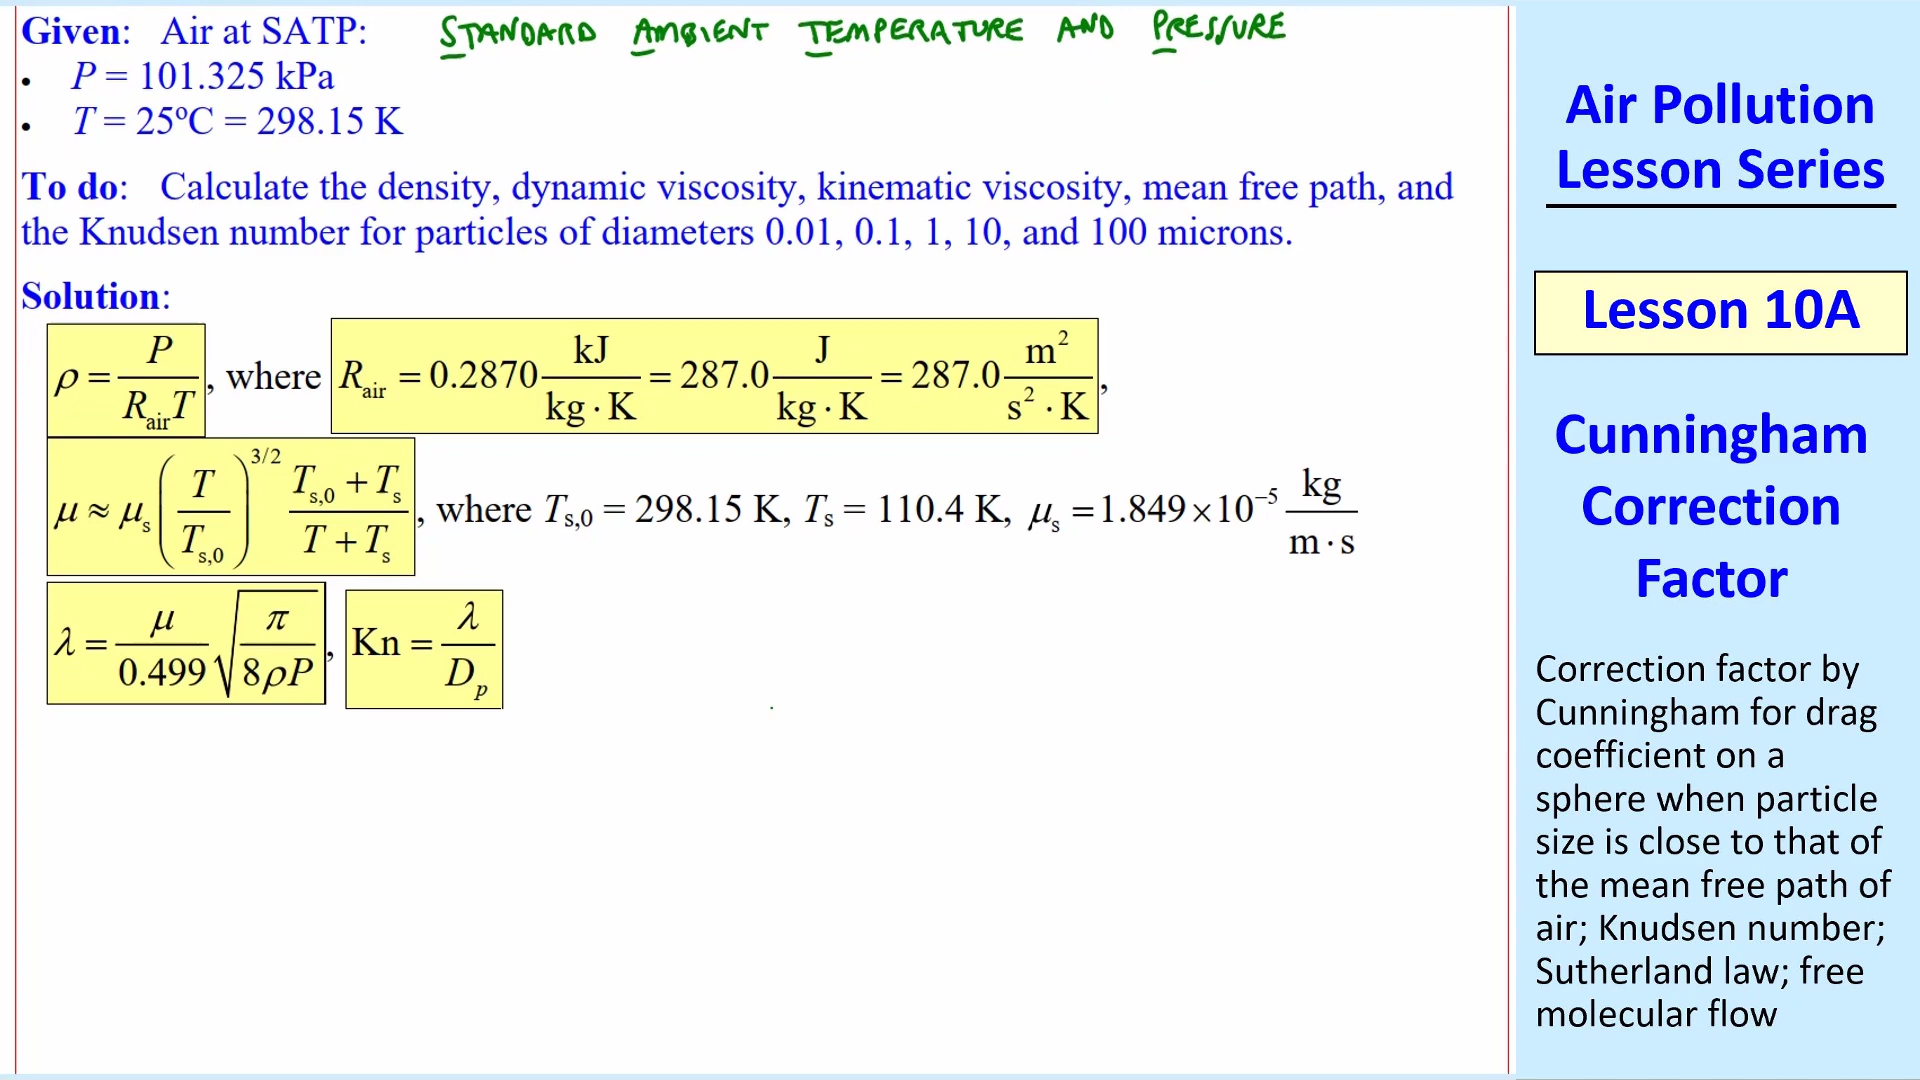 Given: Air at SATP: STANDARD AMBIENT TEMPERATURE AND PRESSURE
• P = 101.325 kPa
• T = 25ºC = 298.15 K
To do: Calculate the density, dynamic viscosity, kinematic viscosity, mean free path, and
the Knudsen number for particles of diameters 0.01, 0.1, 1, 10, and 100 microns.
Solution:
ρ = P / (R_air T), where R_air = 0.2870 kJ/(kg·K) = 287.0 J/(kg·K) = 287.0 m²/(s²·K),
μ ≈ μ_s (T / T_s,0)^3/2 (T_s,0 + T_s) / (T + T_s), where T_s,0 = 298.15 K, T_s = 110.4 K, μ_s = 1.849×10⁻⁵ kg/(m·s)
λ = μ/0.499 √(π / (8ρP)), Kn = λ / D_p
Air Pollution
Lesson Series
Lesson 10A
Cunningham
Correction
Factor
Correction factor by
Cunningham for drag
coefficient on a
sphere when particle
size is close to that of
the mean free path of
air; Knudsen number;
Sutherland law; free
molecular flow